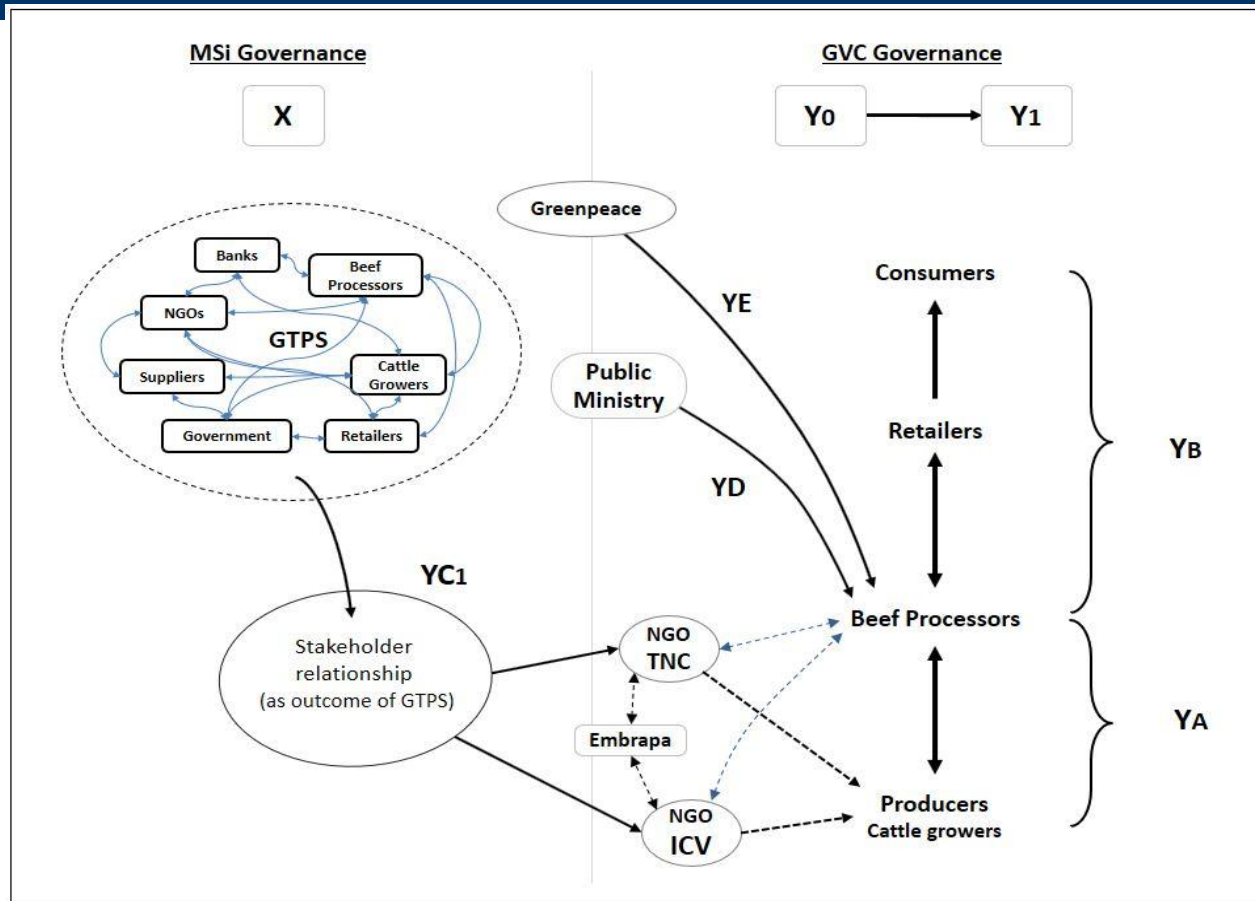 MSi Governance
X
GVC Governance
Y0
Y1
Banks
Beef
Processors
NGOs
GTPS
Suppliers
Cattle
Growers
Government
Retailers
YC1
Stakeholder
relationship
(as outcome of GTPS)
Greenpeace
YE
Public
Ministry
YD
NGO
TNC
Embrapa
NGO
ICV
Consumers
Retailers
Beef Processors
Producers
Cattle growers
YB
YA